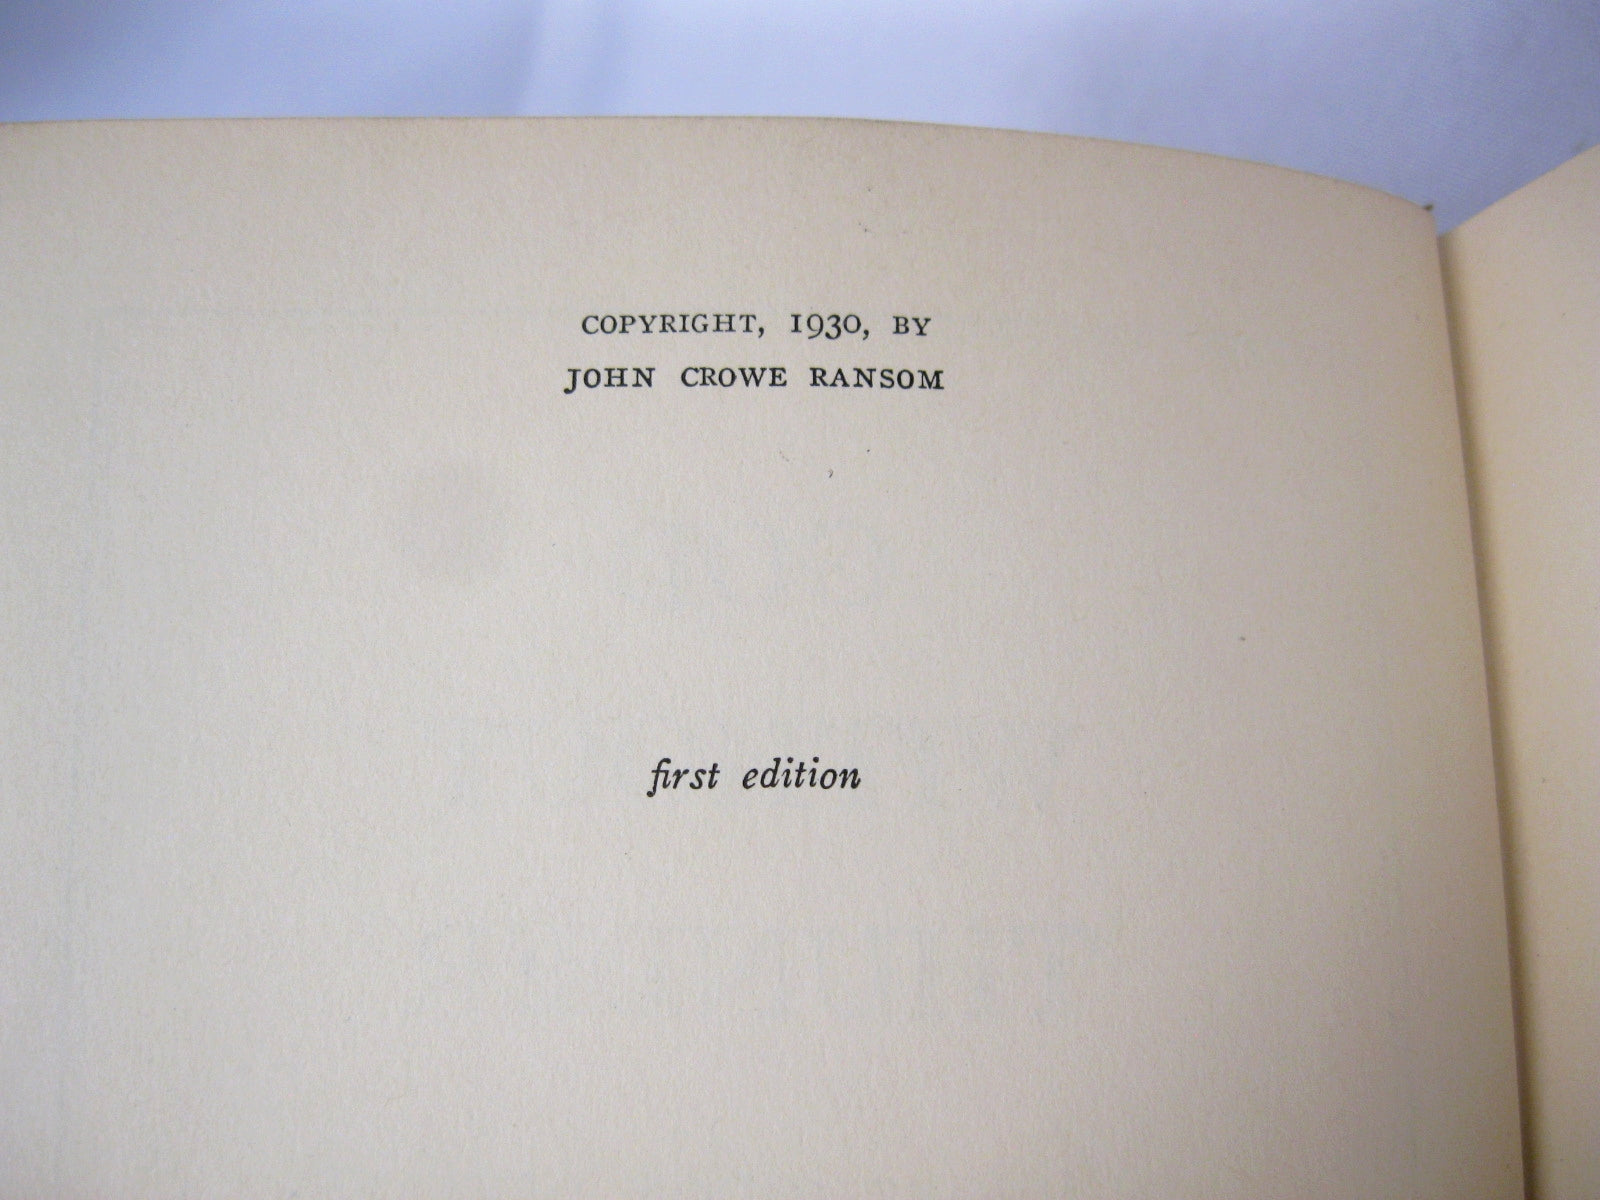 COPYRIGHT, 1930, BY
JOHN CROWE RANSOM
first edition